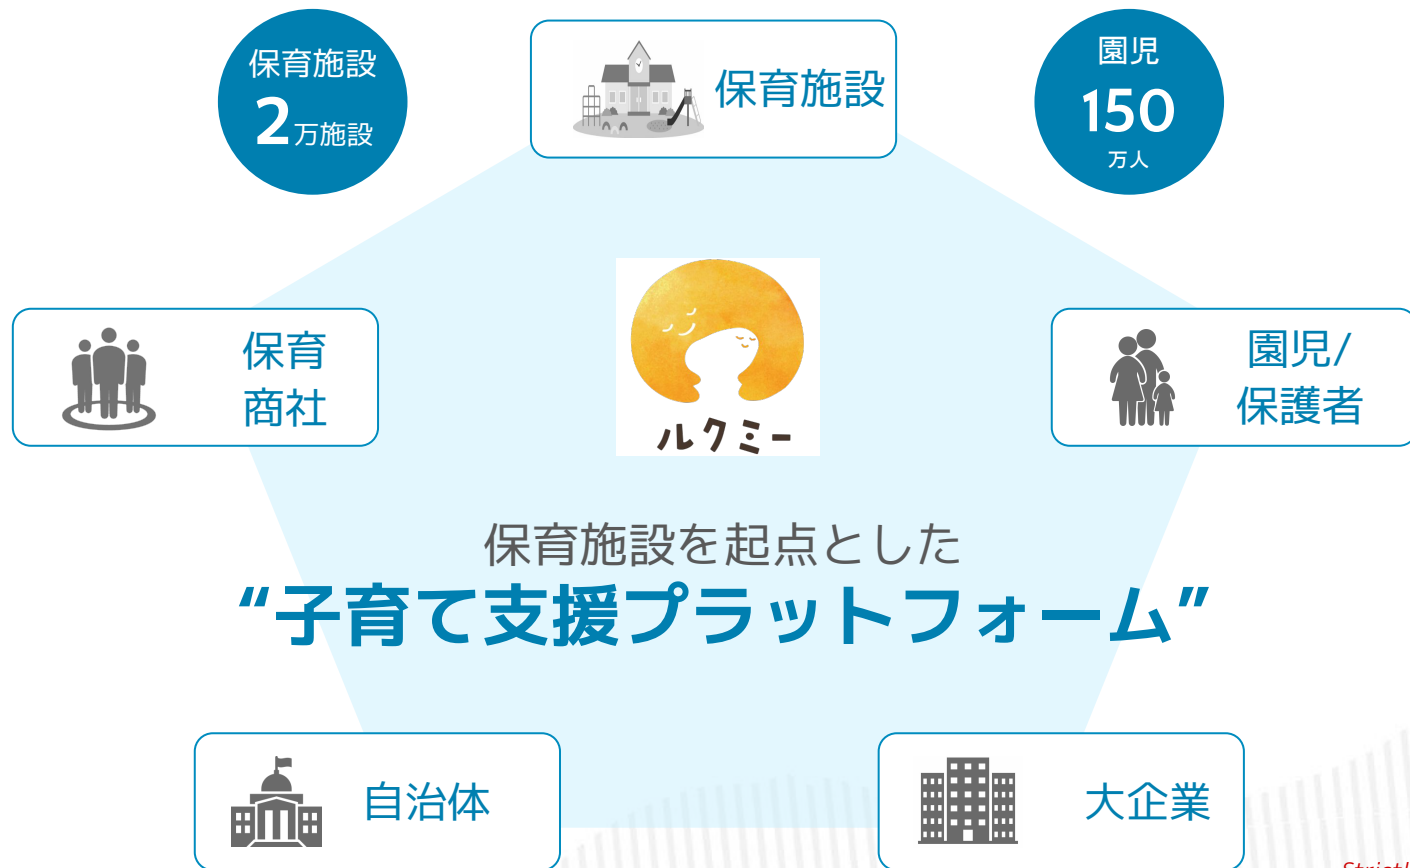 保育施設
2万施設
保育施設
園児
150
万人
保育
商社
園児/
保護者
ルクミー
保育施設を起点とした
“子育て支援プラットフォーム”
自治体
大企業